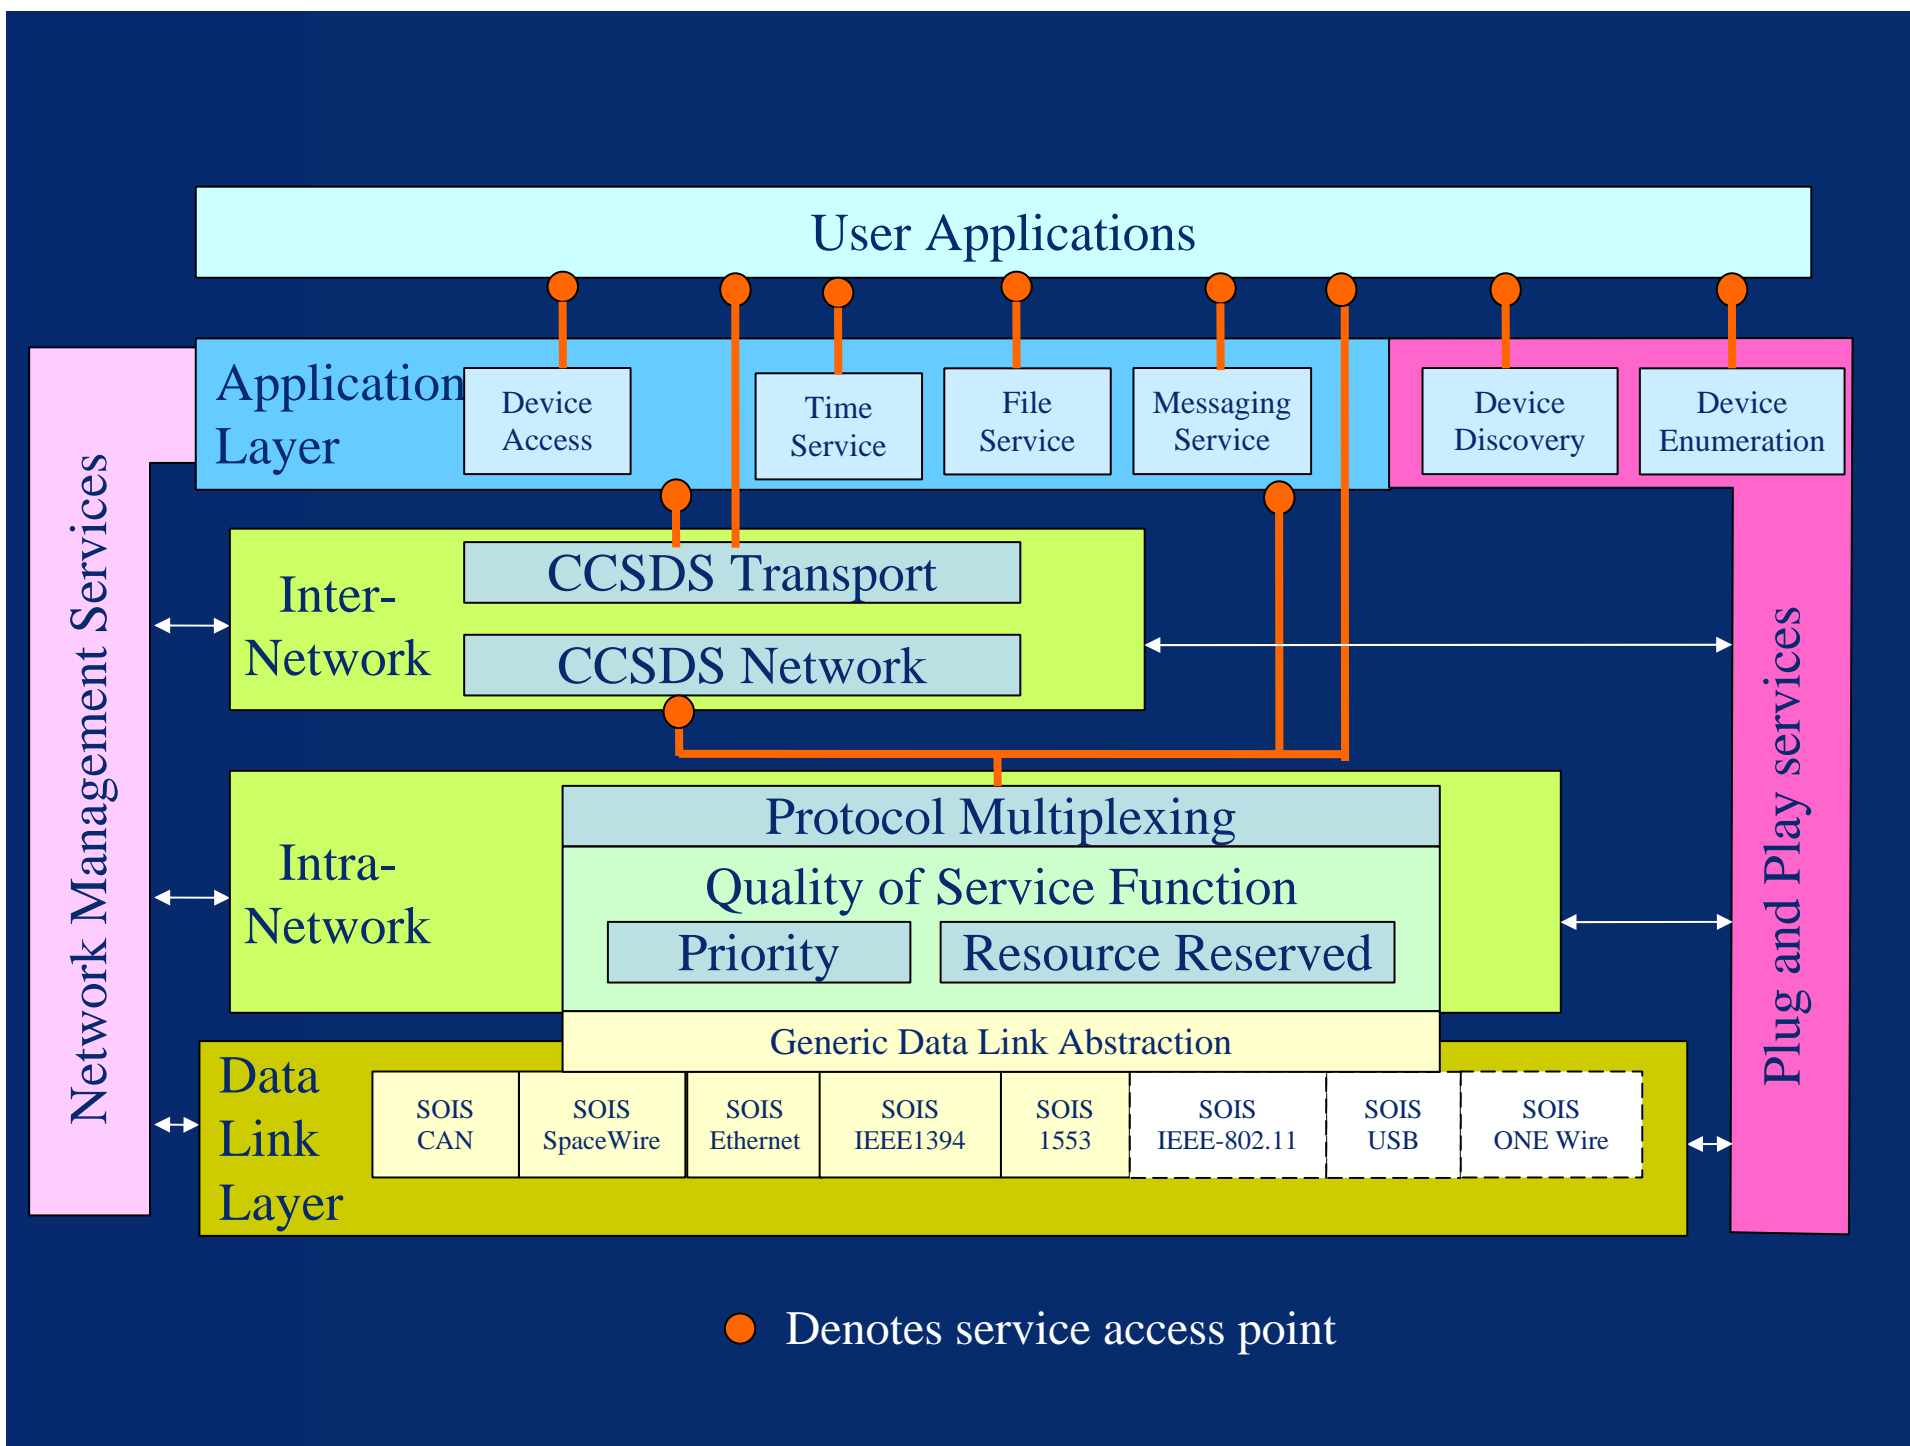 User Applications
Application
Layer
Device
Access
Time
Service
File
Service
Messaging
Service
Device
Discovery
Device
Enumeration
Network Management Services
Inter-
Network
CCSDS Transport
CCSDS Network
Plug and Play services
Intra-
Network
Protocol Multiplexing
Quality of Service Function
Priority
Resource Reserved
Generic Data Link Abstraction
Data
Link
Layer
SOIS
CAN
SOIS
SpaceWire
SOIS
Ethernet
SOIS
IEEE1394
SOIS
1553
SOIS
IEEE-802.11
SOIS
USB
SOIS
ONE Wire
Denotes service access point